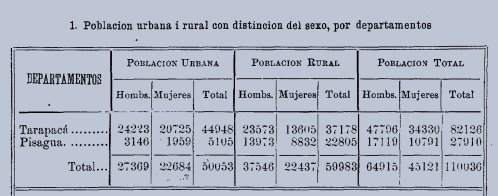 1. Poblacion urbana i rural con distincion del sexo, por departamentos
DEPARTAMENTOS POBLACION URBANA POBLACION RURAL POBLACION TOTAL
Hombs. Mujeres Total Hombs. Mujeres Total Hombs. Mujeres Total
Tarapacá ......... 24223 20725 44948 23573 13605 37178 47796 34330 82126
Pisagua........... 3146 1959 5105 13973 8832 22805 17119 10791 27910
Total... 27369 22684 50053 37546 22437 59983 64915 45121 110036